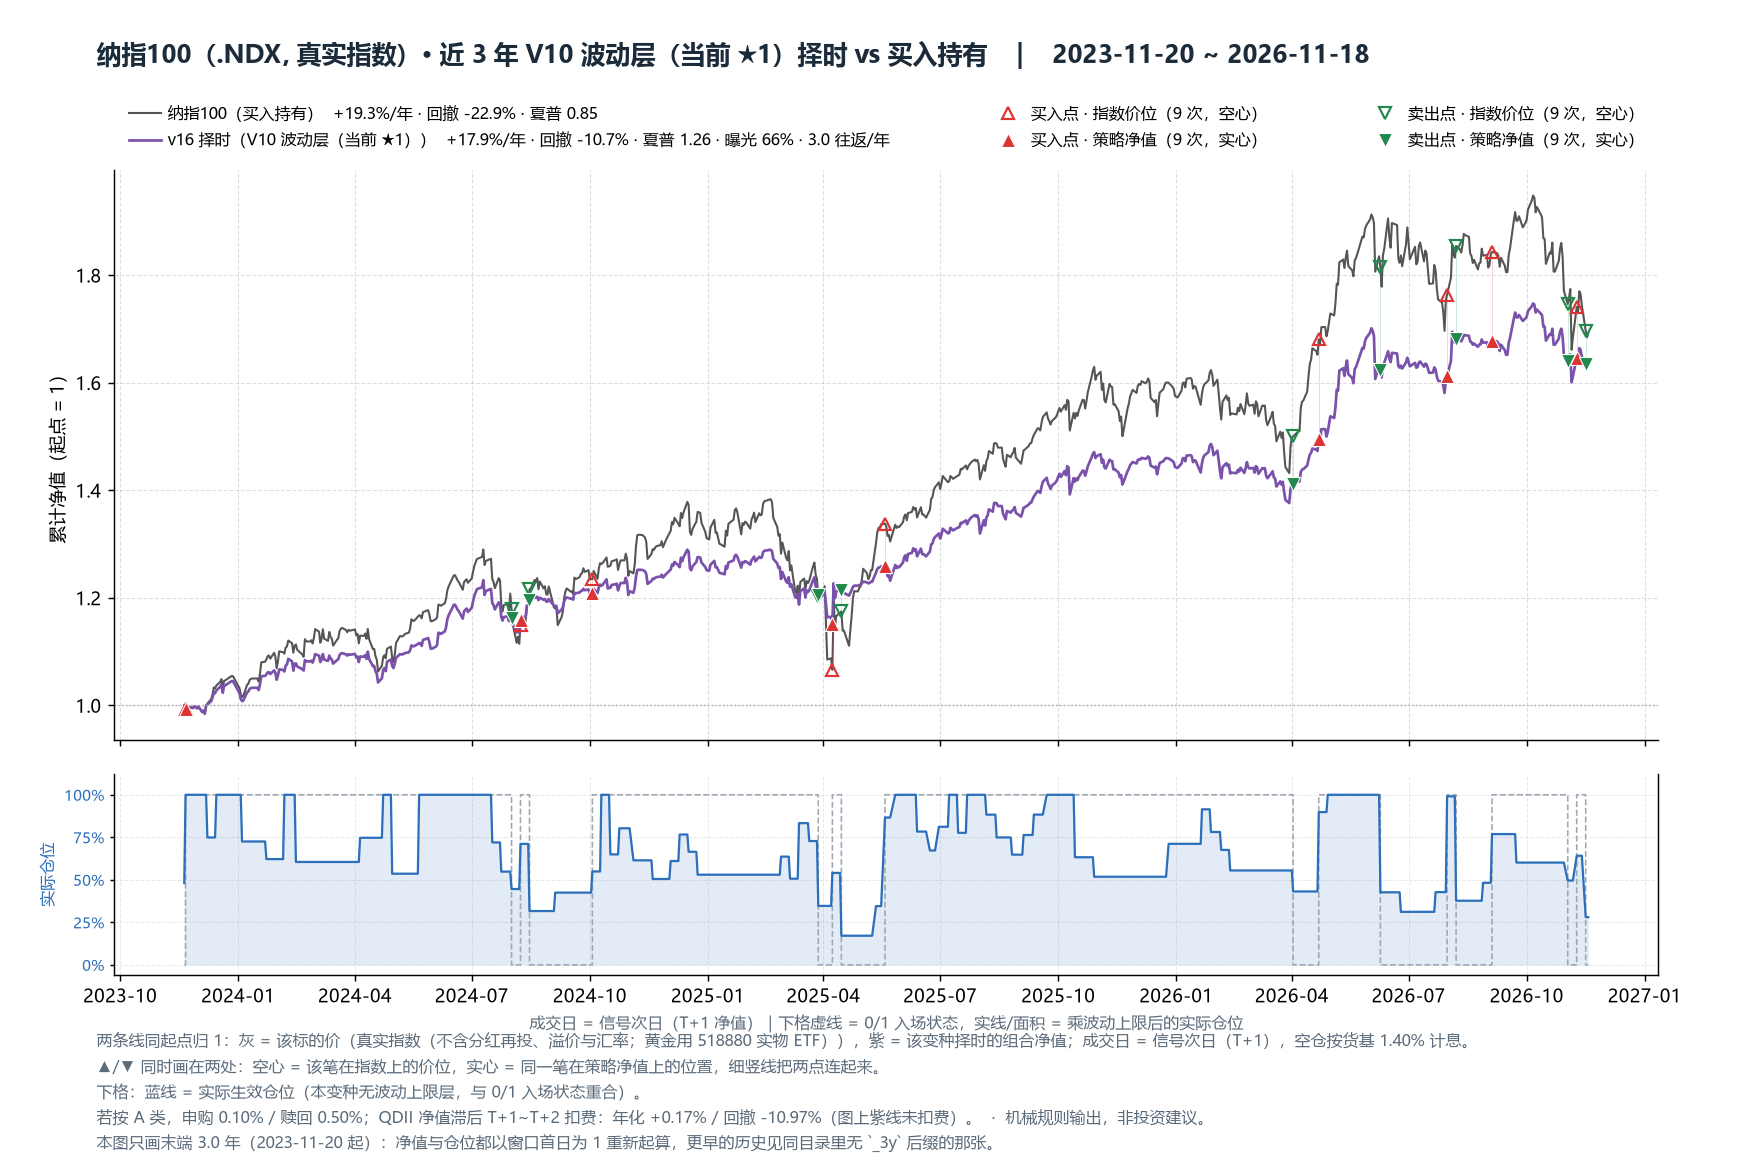 纳指100（.NDX, 真实指数）• 近 3 年 V10 波动层（当前 ★1）择时 vs 买入持有 ｜ 2023-11-20 ~ 2026-11-18
纳指100（买入持有） +19.3%/年 · 回撤 -22.9% · 夏普 0.85
v16 择时（V10 波动层（当前 ★1）） +17.9%/年 · 回撤 -10.7% · 夏普 1.26 · 曝光 66% · 3.0 往返/年
△ 买入点 · 指数价位（9 次，空心）
▲ 买入点 · 策略净值（9 次，实心）
▽ 卖出点 · 指数价位（9 次，空心）
▼ 卖出点 · 策略净值（9 次，实心）
累计净值（起点 = 1）
1.8
1.6
1.4
1.2
1.0
实际仓位
100%
75%
50%
25%
0%
2023-10 2024-01 2024-04 2024-07 2024-10 2025-01 2025-04 2025-07 2025-10 2026-01 2026-04 2026-07 2026-10 2027-01
成交日 = 信号次日（T+1 净值）｜下格虚线 = 0/1 入场状态，实线/面积 = 乘波动上限后的实际仓位
两条线同起点归 1：灰 = 该标的价（真实指数（不含分红再投、溢价与汇率；黄金用 518880 实物 ETF）），紫 = 该变种择时的组合净值；成交日 = 信号次日（T+1），空仓按货基 1.40% 计息。
▲/▼ 同时画在两处：空心 = 该笔在指数上的价位，实心 = 同一笔在策略净值上的位置，细竖线把两点连起来。
下格：蓝线 = 实际生效仓位（本变种无波动上限层，与 0/1 入场状态重合）。
若按 A 类，申购 0.10% / 赎回 0.50%；QDII 净值滞后 T+1~T+2 扣费：年化 +0.17% / 回撤 -10.97%（图上紫线未扣费）。 · 机械规则输出，非投资建议。
本图只画末端 3.0 年（2023-11-20 起）：净值与仓位都以窗口首日为 1 重新起算，更早的历史见同目录里无 `_3y` 后缀的那张。